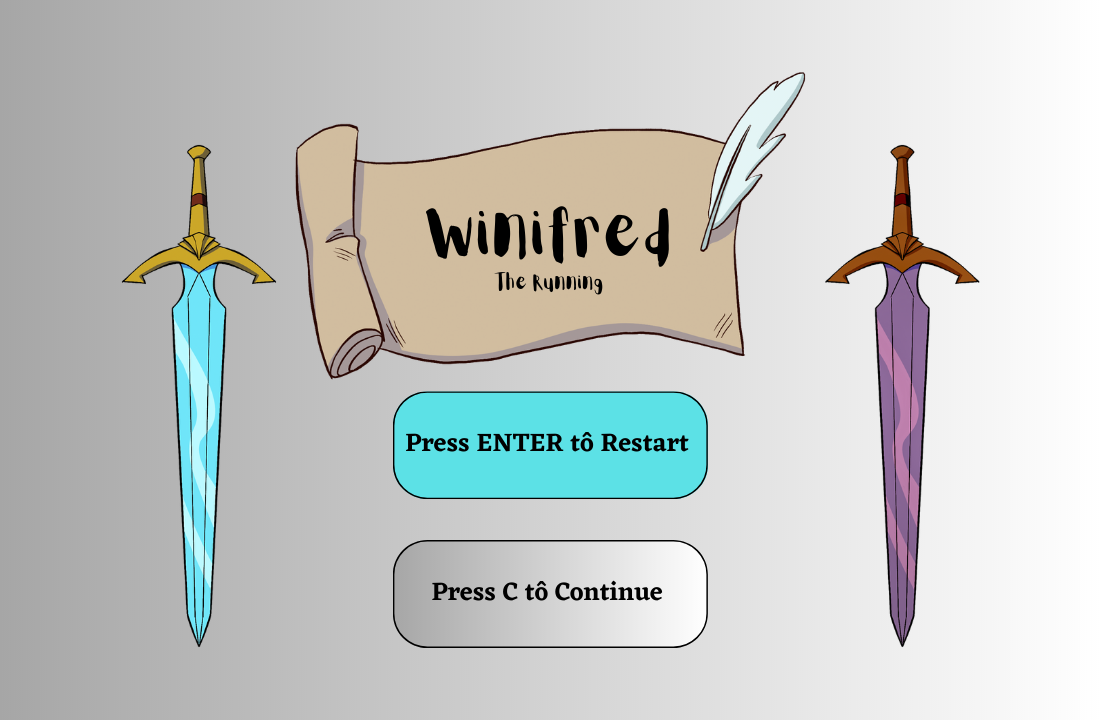 Winifred
The Running
Press ENTER tô Restart
Press C tô Continue